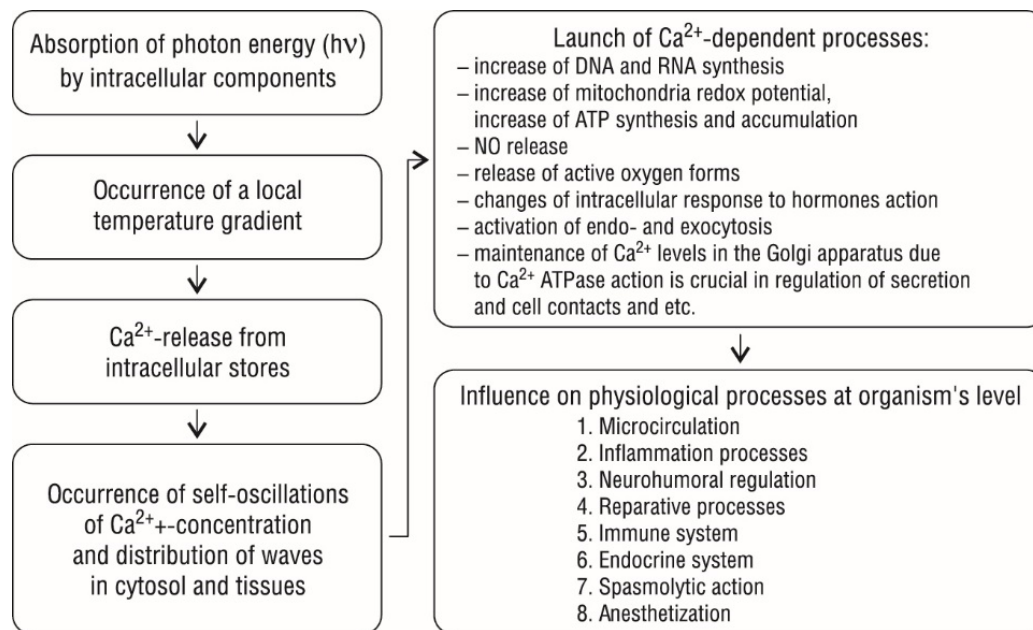 Absorption of photon energy (hν)
by intracellular components
Occurrence of a local
temperature gradient
Ca²⁺-release from
intracellular stores
Occurrence of self-oscillations
of Ca²⁺+-concentration
and distribution of waves
in cytosol and tissues
Launch of Ca²⁺-dependent processes:
– increase of DNA and RNA synthesis
– increase of mitochondria redox potential,
increase of ATP synthesis and accumulation
– NO release
– release of active oxygen forms
– changes of intracellular response to hormones action
– activation of endo- and exocytosis
– maintenance of Ca²⁺ levels in the Golgi apparatus due
to Ca²⁺ ATPase action is crucial in regulation of secretion
and cell contacts and etc.
Influence on physiological processes at organism's level
1. Microcirculation
2. Inflammation processes
3. Neurohumoral regulation
4. Reparative processes
5. Immune system
6. Endocrine system
7. Spasmolytic action
8. Anesthetization